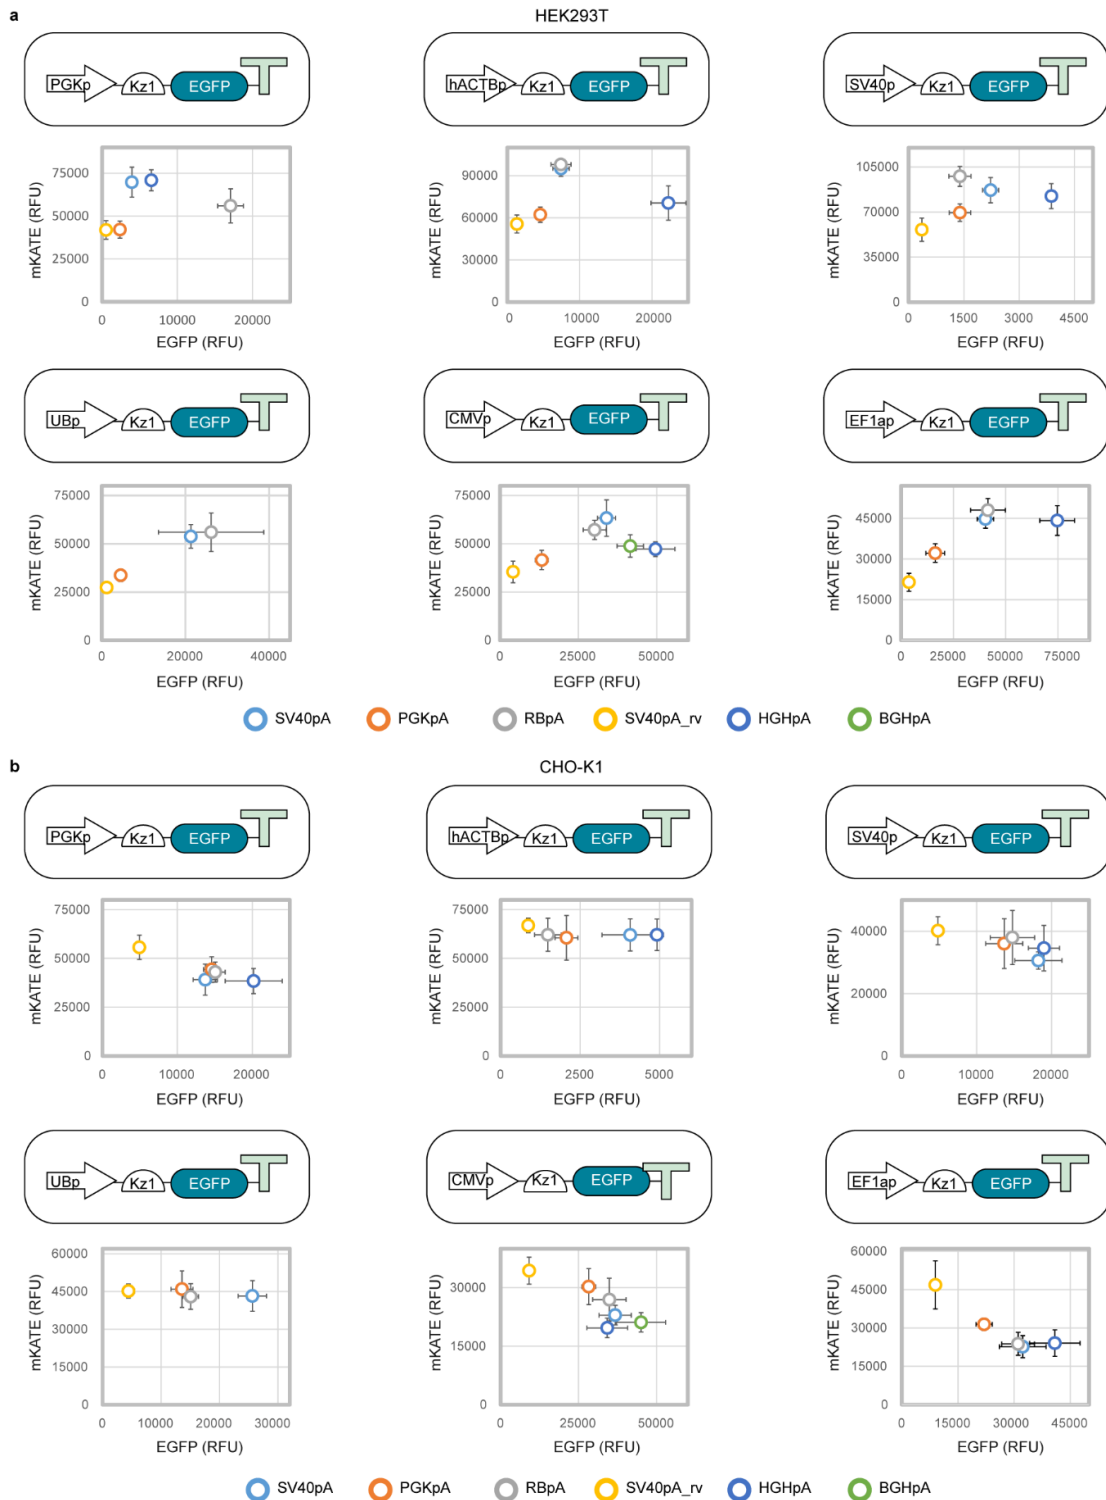 a
HEK293T
PGKp Kz1 EGFP
hACTBp Kz1 EGFP
SV40p Kz1 EGFP
mKATE (RFU)
75000
50000
25000
0
0 10000 20000
EGFP (RFU)
mKATE (RFU)
90000
60000
30000
0
0 10000 20000
EGFP (RFU)
mKATE (RFU)
105000
70000
35000
0
0 1500 3000 4500
EGFP (RFU)
UBp Kz1 EGFP
CMVp Kz1 EGFP
EF1ap Kz1 EGFP
mKATE (RFU)
75000
50000
25000
0
0 20000 40000
EGFP (RFU)
mKATE (RFU)
75000
50000
25000
0
0 25000 50000
EGFP (RFU)
mKATE (RFU)
45000
30000
15000
0
0 25000 50000 75000
EGFP (RFU)
SV40pA PGKpA RBpA SV40pA_rv HGHpA BGHpA
b
CHO-K1
PGKp Kz1 EGFP
hACTBp Kz1 EGFP
SV40p Kz1 EGFP
mKATE (RFU)
75000
50000
25000
0
0 10000 20000
EGFP (RFU)
mKATE (RFU)
75000
50000
25000
0
0 2500 5000
EGFP (RFU)
mKATE (RFU)
40000
20000
0
0 10000 20000
EGFP (RFU)
UBp Kz1 EGFP
CMVp Kz1 EGFP
EF1ap Kz1 EGFP
mKATE (RFU)
60000
45000
30000
15000
0
0 10000 20000 30000
EGFP (RFU)
mKATE (RFU)
30000
15000
0
0 25000 50000
EGFP (RFU)
mKATE (RFU)
60000
45000
30000
15000
0
0 15000 30000 45000
EGFP (RFU)
SV40pA PGKpA RBpA SV40pA_rv HGHpA BGHpA